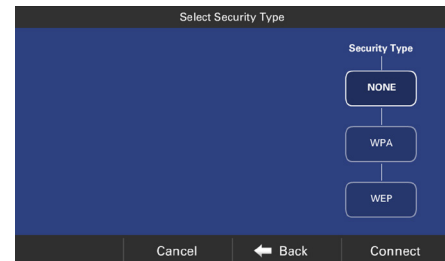 Select Security Type
Security Type
NONE
WPA
WEP
Cancel
Back
Connect